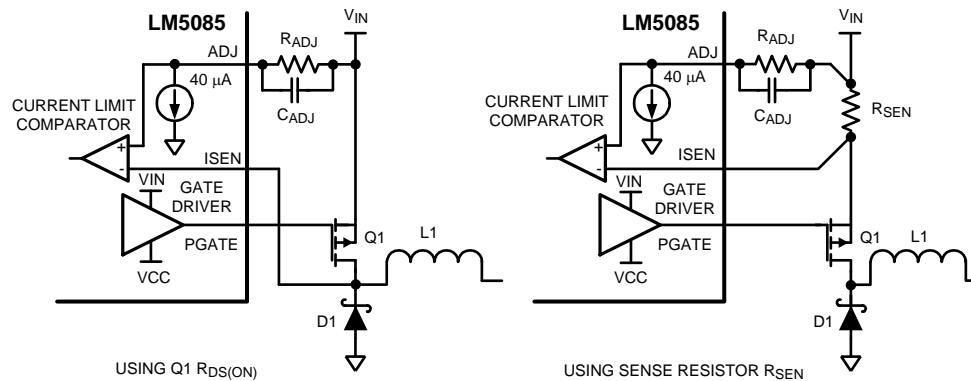 LM5085
ADJ
RADJ
VIN
40 μA
CADJ
CURRENT LIMIT
COMPARATOR
+
-
ISEN
VIN
GATE
DRIVER
PGATE
VCC
Q1
L1
D1
USING Q1 RDS(ON)
LM5085
ADJ
RADJ
VIN
40 μA
CADJ
RSEN
CURRENT LIMIT
COMPARATOR
+
-
ISEN
VIN
GATE
DRIVER
PGATE
VCC
Q1
L1
D1
USING SENSE RESISTOR RSEN